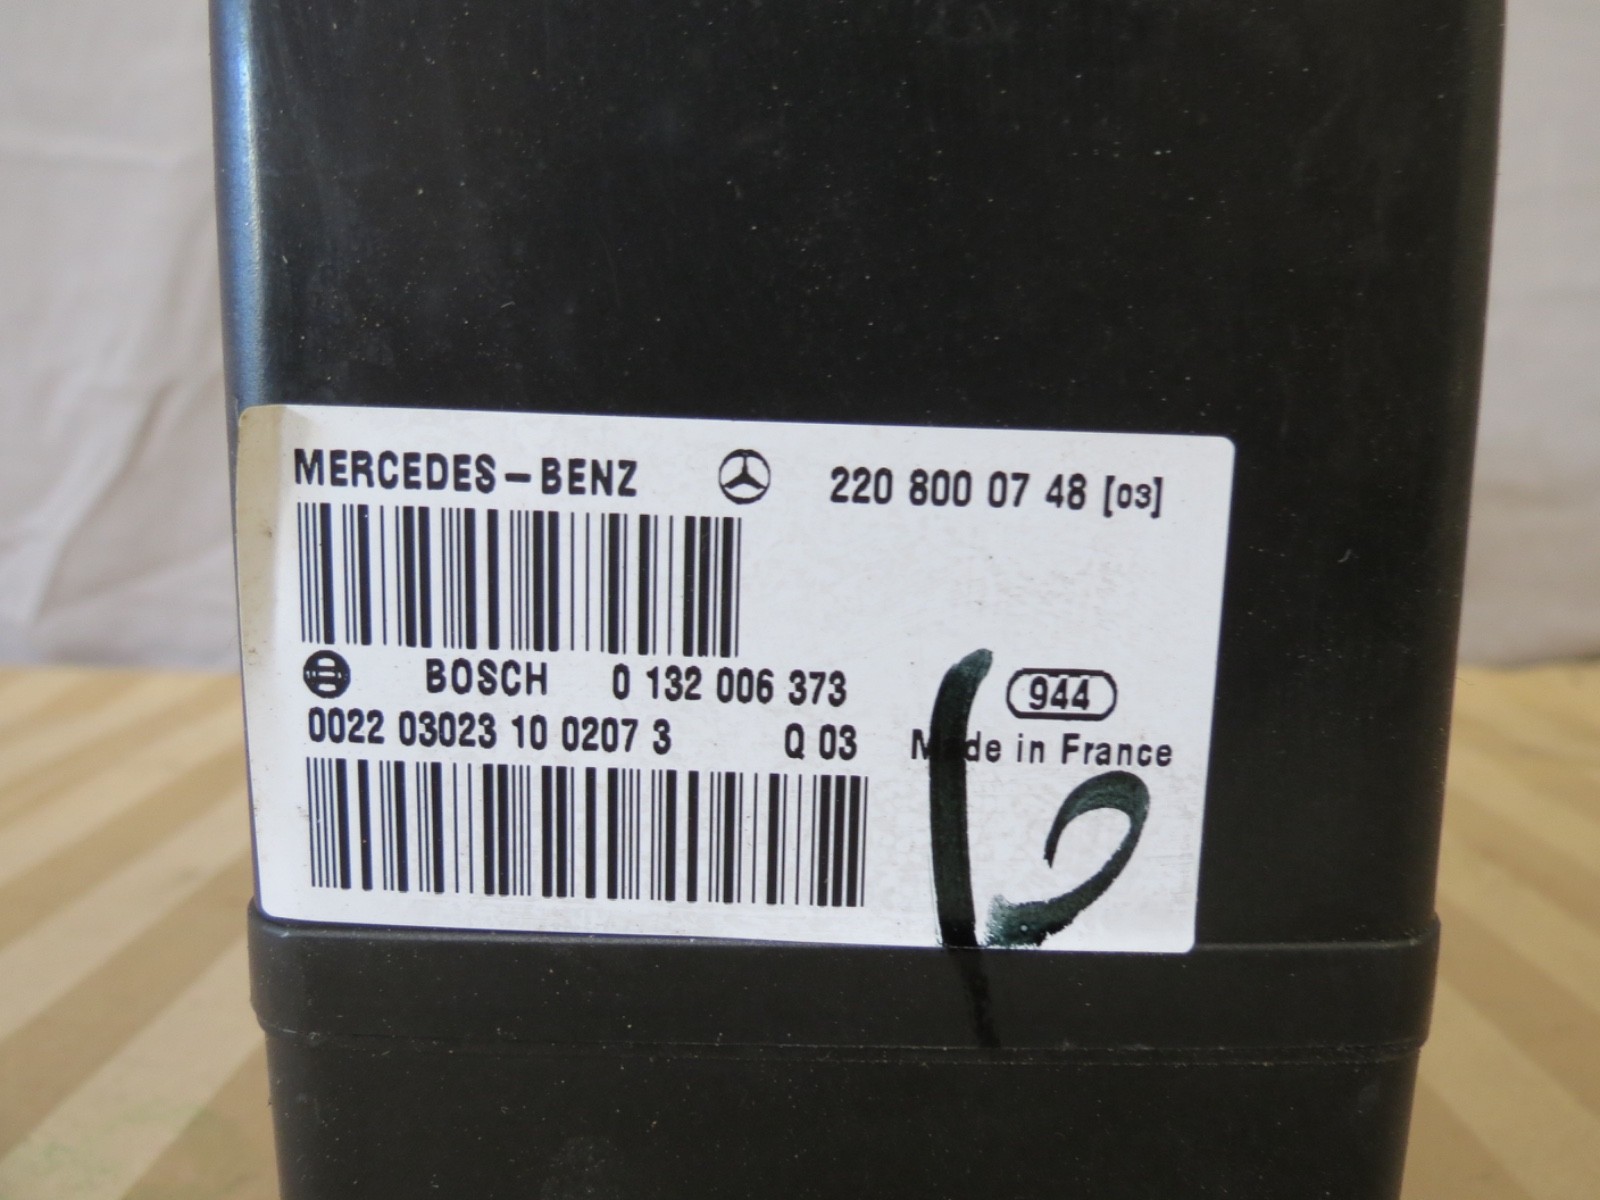 MERCEDES-BENZ 220 800 07 48 [03]
BOSCH 0 132 006 373 944
0022 03023 10 0207 3 Q 03 Made in France